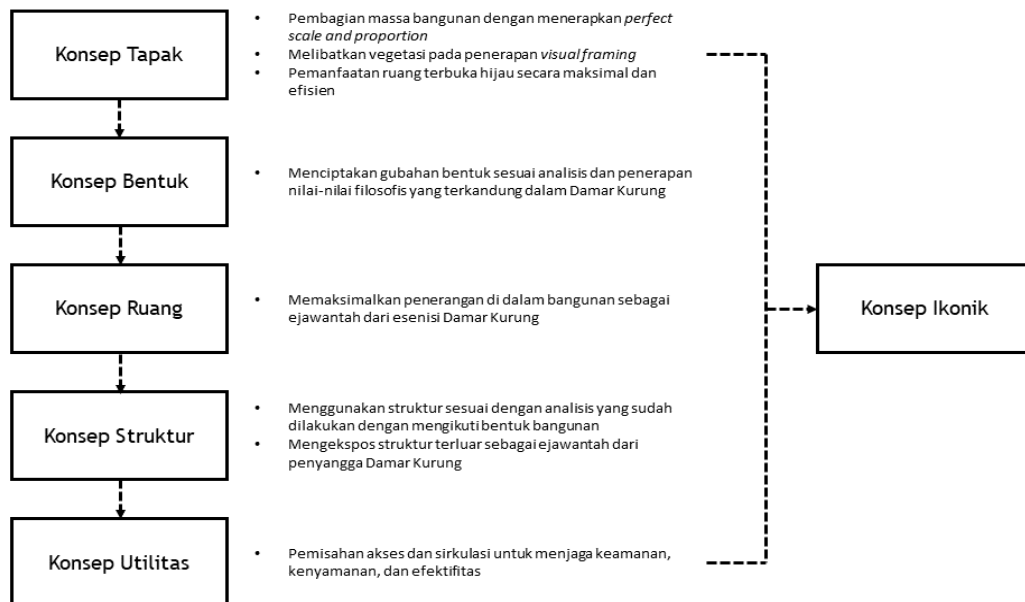 Konsep Tapak
• Pembagian massa bangunan dengan menerapkan perfect
scale and proportion
• Melibatkan vegetasi pada penerapan visual framing
• Pemanfaatan ruang terbuka hijau secara maksimal dan
efisien
Konsep Bentuk
• Menciptakan gubahan bentuk sesuai analisis dan penerapan
nilai-nilai filosofis yang terkandung dalam Damar Kurung
Konsep Ruang
• Memaksimalkan penerangan di dalam bangunan sebagai
ejawantah dari esenisi Damar Kurung
Konsep Ikonik
Konsep Struktur
• Menggunakan struktur sesuai dengan analisis yang sudah
dilakukan dengan mengikuti bentuk bangunan
• Mengekspos struktur terluar sebagai ejawantah dari
penyangga Damar Kurung
Konsep Utilitas
• Pemisahan akses dan sirkulasi untuk menjaga keamanan,
kenyamanan, dan efektifitas